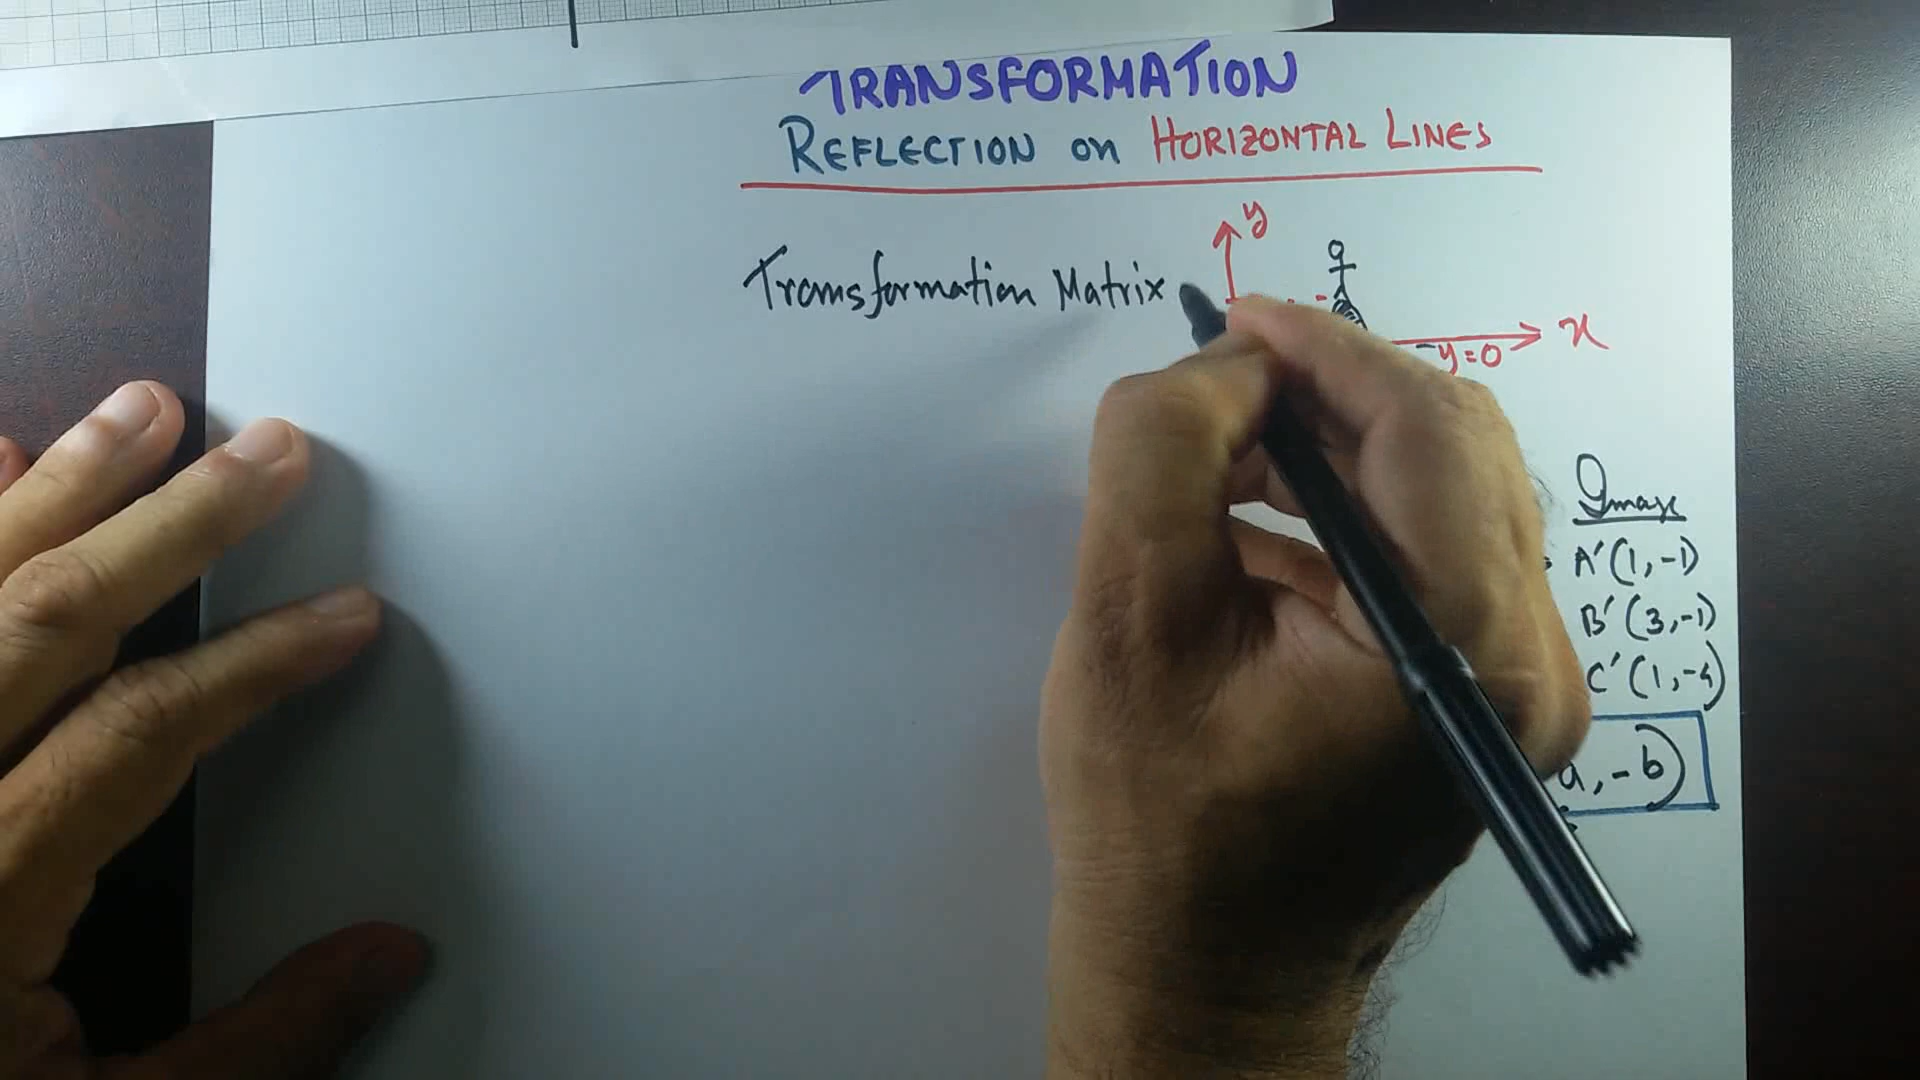 TRANSFORMATION
REFLECTION on HORIZONTAL LINES
y
Transformation Matrix
x
y=0
Image
A'(1,-1)
B'(3,-1)
C'(1,-4)
a,-b)